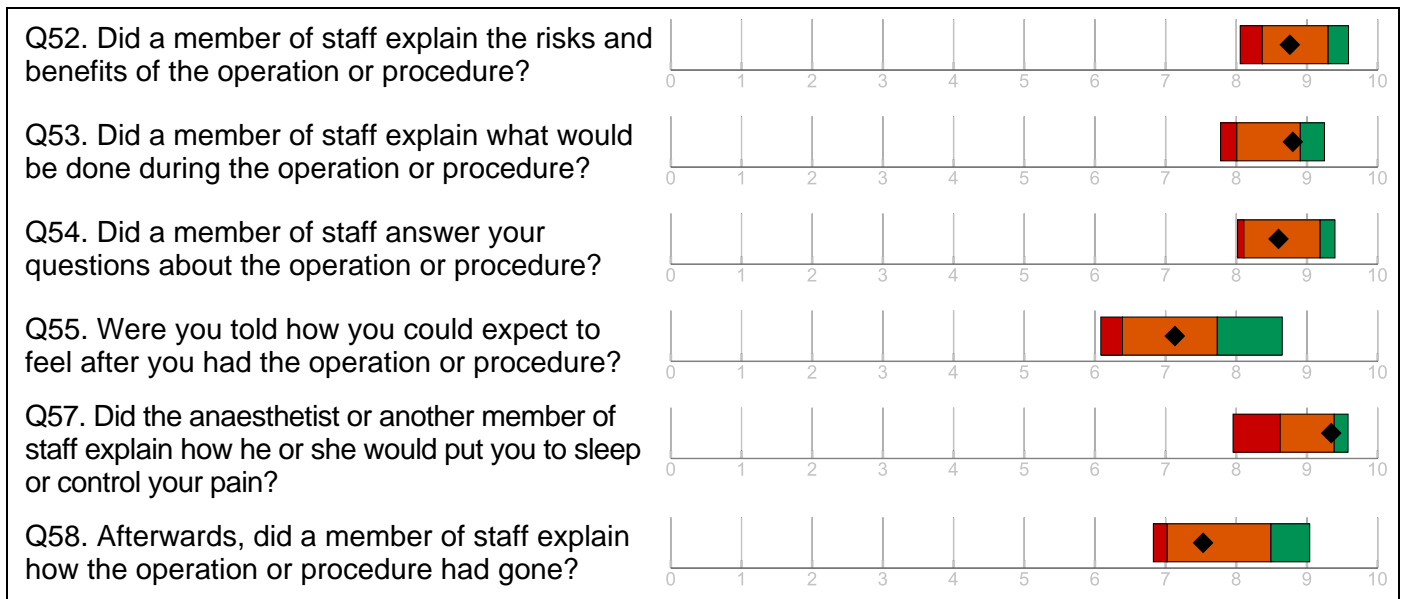 Q52. Did a member of staff explain the risks and
benefits of the operation or procedure?
0 1 2 3 4 5 6 7 8 9 10
Q53. Did a member of staff explain what would
be done during the operation or procedure?
0 1 2 3 4 5 6 7 8 9 10
Q54. Did a member of staff answer your
questions about the operation or procedure?
0 1 2 3 4 5 6 7 8 9 10
Q55. Were you told how you could expect to
feel after you had the operation or procedure?
0 1 2 3 4 5 6 7 8 9 10
Q57. Did the anaesthetist or another member of
staff explain how he or she would put you to sleep
or control your pain?
0 1 2 3 4 5 6 7 8 9 10
Q58. Afterwards, did a member of staff explain
how the operation or procedure had gone?
0 1 2 3 4 5 6 7 8 9 10